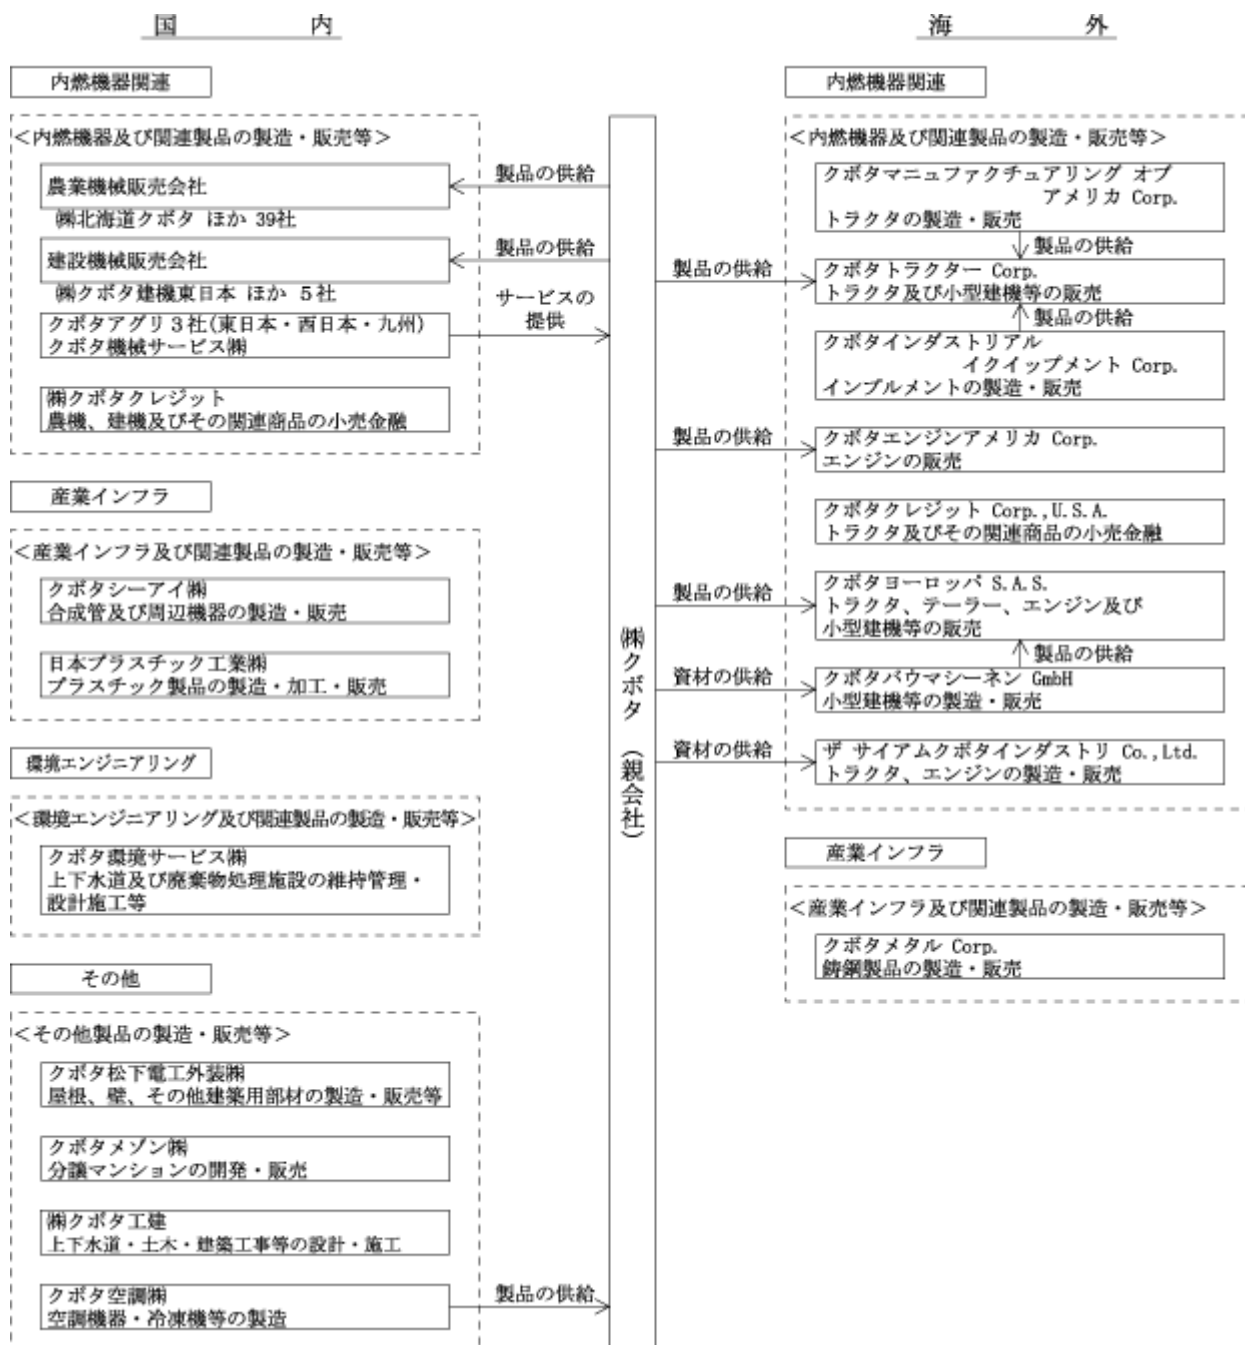 国　　内
内燃機器関連
＜内燃機器及び関連製品の製造・販売等＞
農業機械販売会社
㈱北海道クボタ ほか 39社
建設機械販売会社
㈱クボタ建機東日本 ほか 5社
クボタアグリ３社(東日本・西日本・九州)
クボタ機械サービス㈱
㈱クボタクレジット
農機、建機及びその関連商品の小売金融
産業インフラ
＜産業インフラ及び関連製品の製造・販売等＞
クボタシーアイ㈱
合成管及び周辺機器の製造・販売
日本プラスチック工業㈱
プラスチック製品の製造・加工・販売
環境エンジニアリング
＜環境エンジニアリング及び関連製品の製造・販売等＞
クボタ環境サービス㈱
上下水道及び廃棄物処理施設の維持管理・
設計施工等
その他
＜その他製品の製造・販売等＞
クボタ松下電工外装㈱
屋根、壁、その他建築用部材の製造・販売等
クボタメゾン㈱
分譲マンションの開発・販売
㈱クボタ工建
上下水道・土木・建築工事等の設計・施工
クボタ空調㈱
空調機器・冷凍機等の製造
製品の供給
製品の供給
サービスの
提供
製品の供給
㈱クボタ（親会社）
製品の供給
製品の供給
製品の供給
資材の供給
資材の供給
海　　外
内燃機器関連
＜内燃機器及び関連製品の製造・販売等＞
クボタマニュファクチュアリング オブ
アメリカ Corp.
トラクタの製造・販売
製品の供給
クボタトラクター Corp.
トラクタ及び小型建機等の販売
製品の供給
クボタインダストリアル
イクイップメント Corp.
インプルメントの製造・販売
クボタエンジンアメリカ Corp.
エンジンの販売
クボタクレジット Corp.,U.S.A.
トラクタ及びその関連商品の小売金融
クボタヨーロッパ S.A.S.
トラクタ、テーラー、エンジン及び
小型建機等の販売
製品の供給
クボタバウマシーネン GmbH
小型建機等の製造・販売
ザ サイアムクボタインダストリ Co.,Ltd.
トラクタ、エンジンの製造・販売
産業インフラ
＜産業インフラ及び関連製品の製造・販売等＞
クボタメタル Corp.
鋳鋼製品の製造・販売